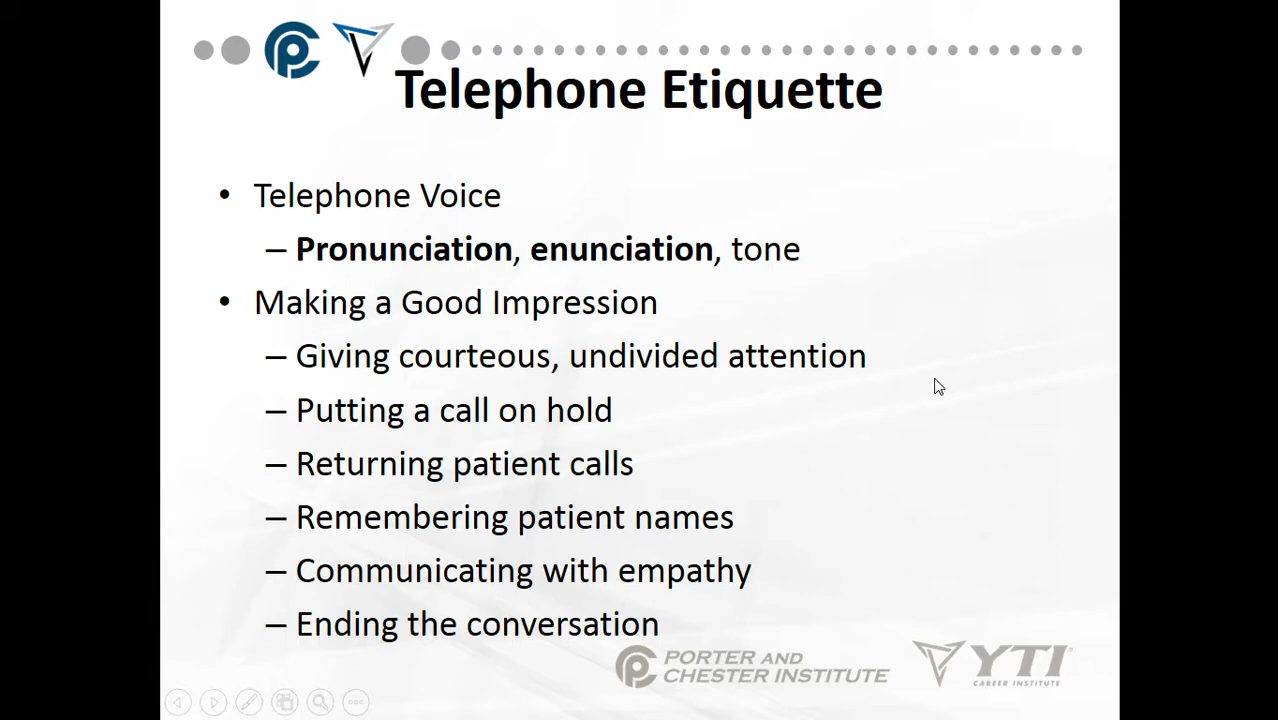 Telephone Etiquette
• Telephone Voice
– Pronunciation, enunciation, tone
• Making a Good Impression
– Giving courteous, undivided attention
– Putting a call on hold
– Returning patient calls
– Remembering patient names
– Communicating with empathy
– Ending the conversation
PORTER AND
CHESTER INSTITUTE
YTI®
CAREER INSTITUTE